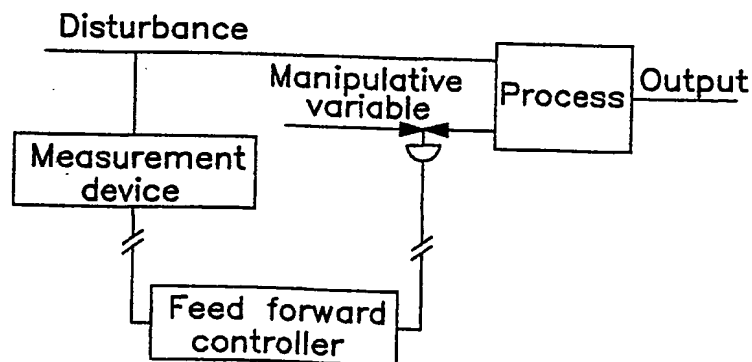 Disturbance
Manipulative
variable
Process
Output
Measurement
device
Feed forward
controller